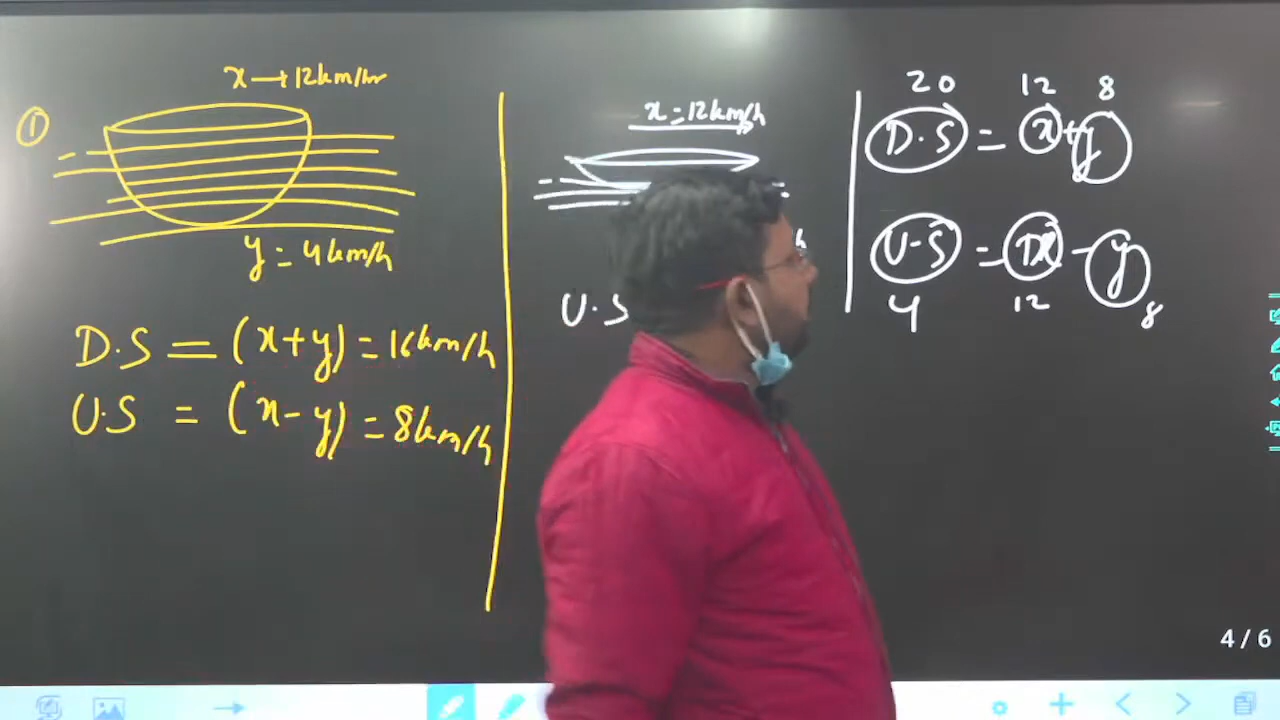 ①
x → 12km/hr
y = 4km/h
D.S = (x+y) = 16km/h
U.S = (x-y) = 8km/h
x = 12km/h
h
U.S
20 12 8
D.S = x+y
U-S = x - y
4 12 8
4 / 6